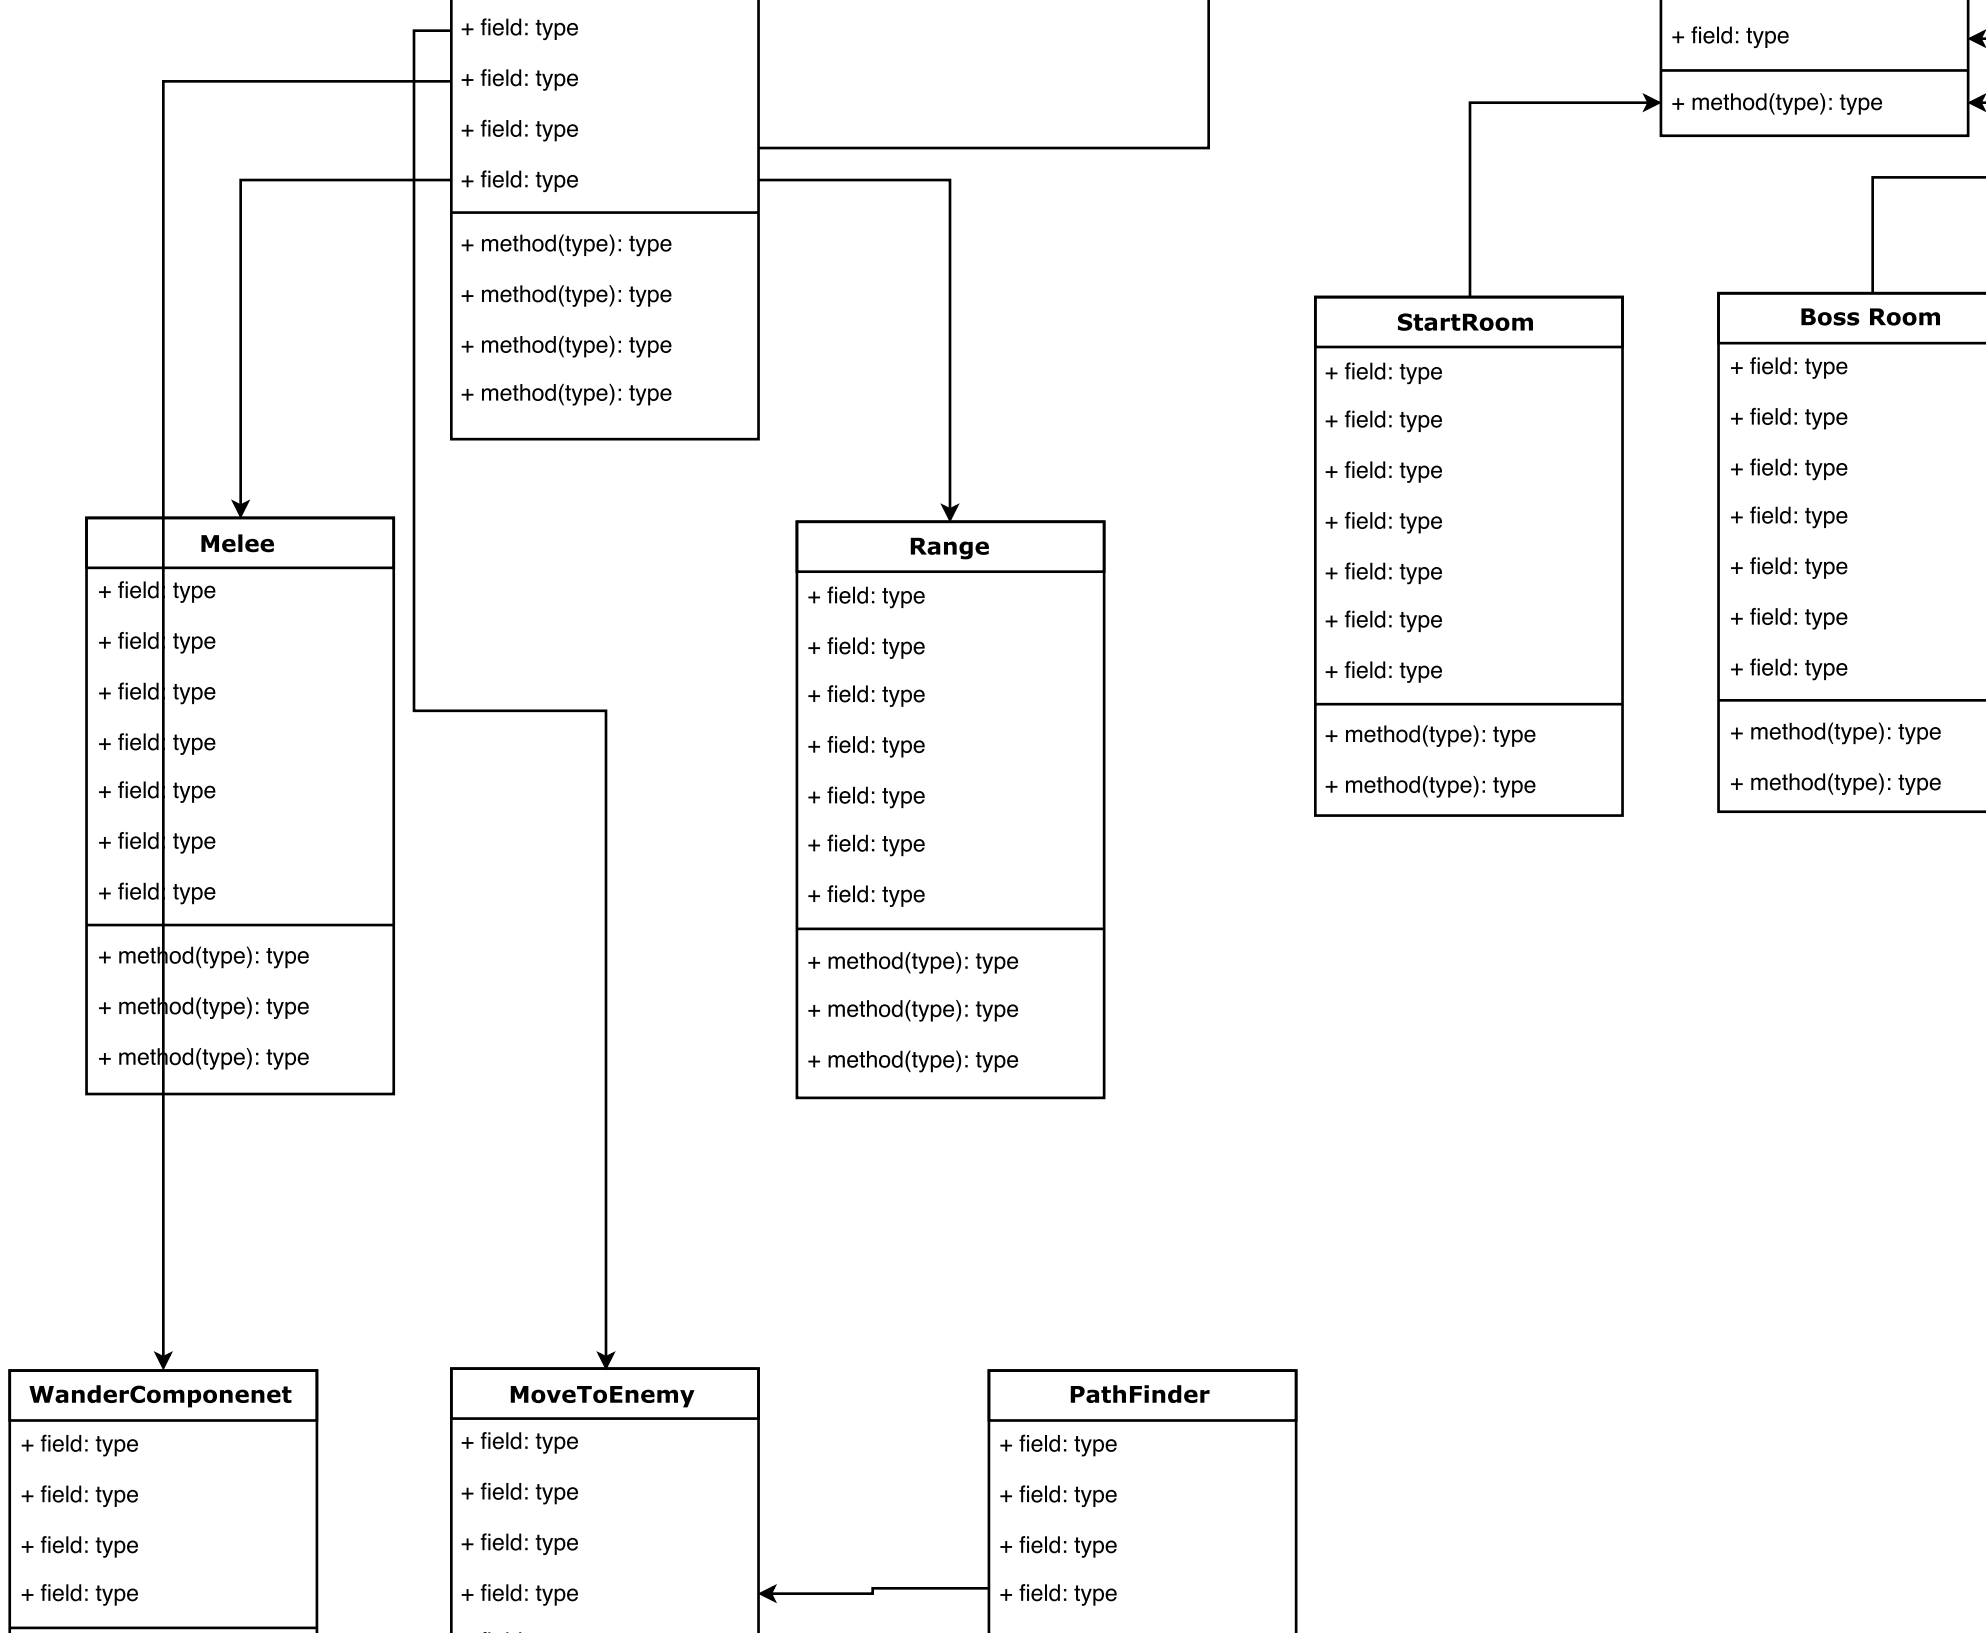 + field: type
+ field: type
+ field: type
+ field: type
+ method(type): type
+ method(type): type
+ method(type): type
+ method(type): type
+ field: type
+ method(type): type
Melee
+ field: type
+ field: type
+ field: type
+ field: type
+ field: type
+ field: type
+ field: type
+ method(type): type
+ method(type): type
+ method(type): type
Range
+ field: type
+ field: type
+ field: type
+ field: type
+ field: type
+ field: type
+ field: type
+ method(type): type
+ method(type): type
+ method(type): type
StartRoom
+ field: type
+ field: type
+ field: type
+ field: type
+ field: type
+ field: type
+ field: type
+ method(type): type
+ method(type): type
Boss Room
+ field: type
+ field: type
+ field: type
+ field: type
+ field: type
+ field: type
+ field: type
+ method(type): type
+ method(type): type
WanderComponenet
+ field: type
+ field: type
+ field: type
+ field: type
MoveToEnemy
+ field: type
+ field: type
+ field: type
+ field: type
PathFinder
+ field: type
+ field: type
+ field: type
+ field: type